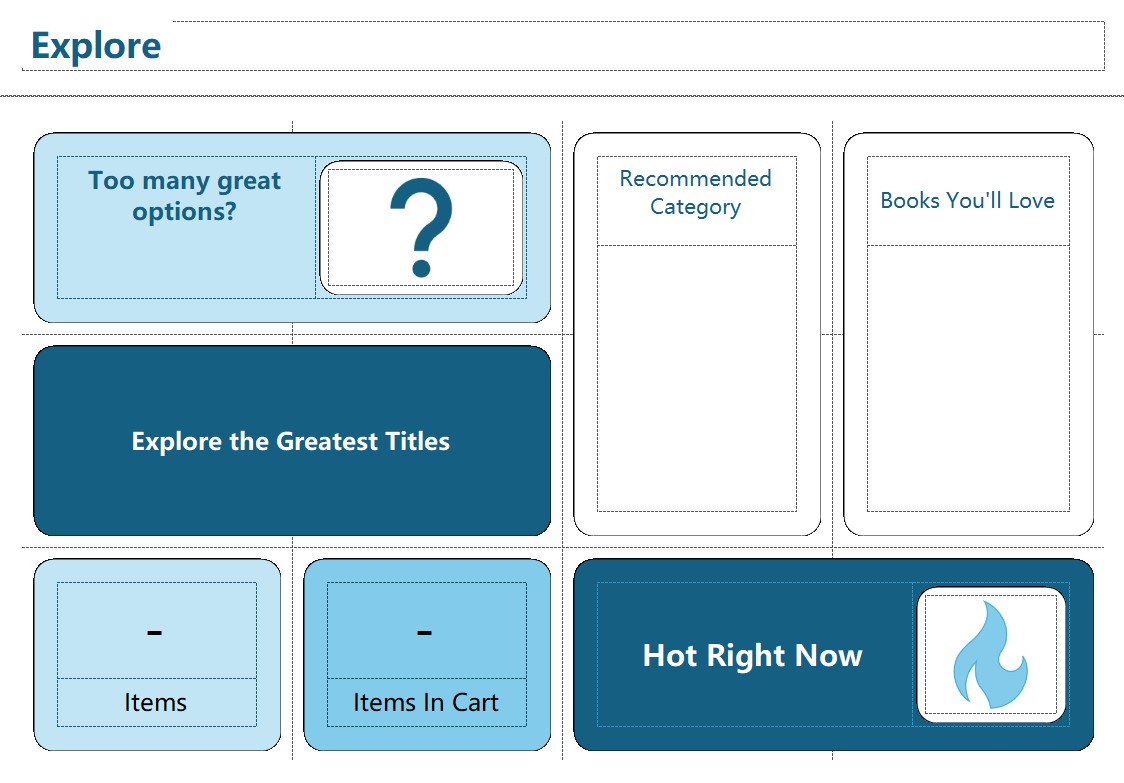 Explore
Too many great
options?
?
Recommended
Category
Books You'll Love
Explore the Greatest Titles
-
Items
-
Items In Cart
Hot Right Now